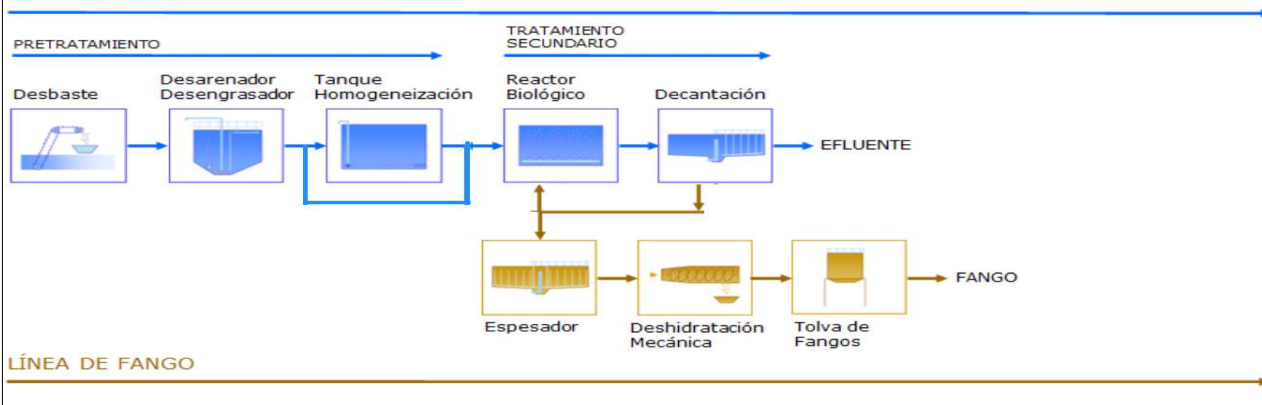 TRATAMIENTO
SECUNDARIO
PRETRATAMIENTO
Desbaste
Desarenador
Desengrasador
Tanque
Homogeneización
Reactor
Biológico
Decantación
EFLUENTE
FANGO
Espesador
Deshidratación
Mecánica
Tolva de
Fangos
LÍNEA DE FANGO